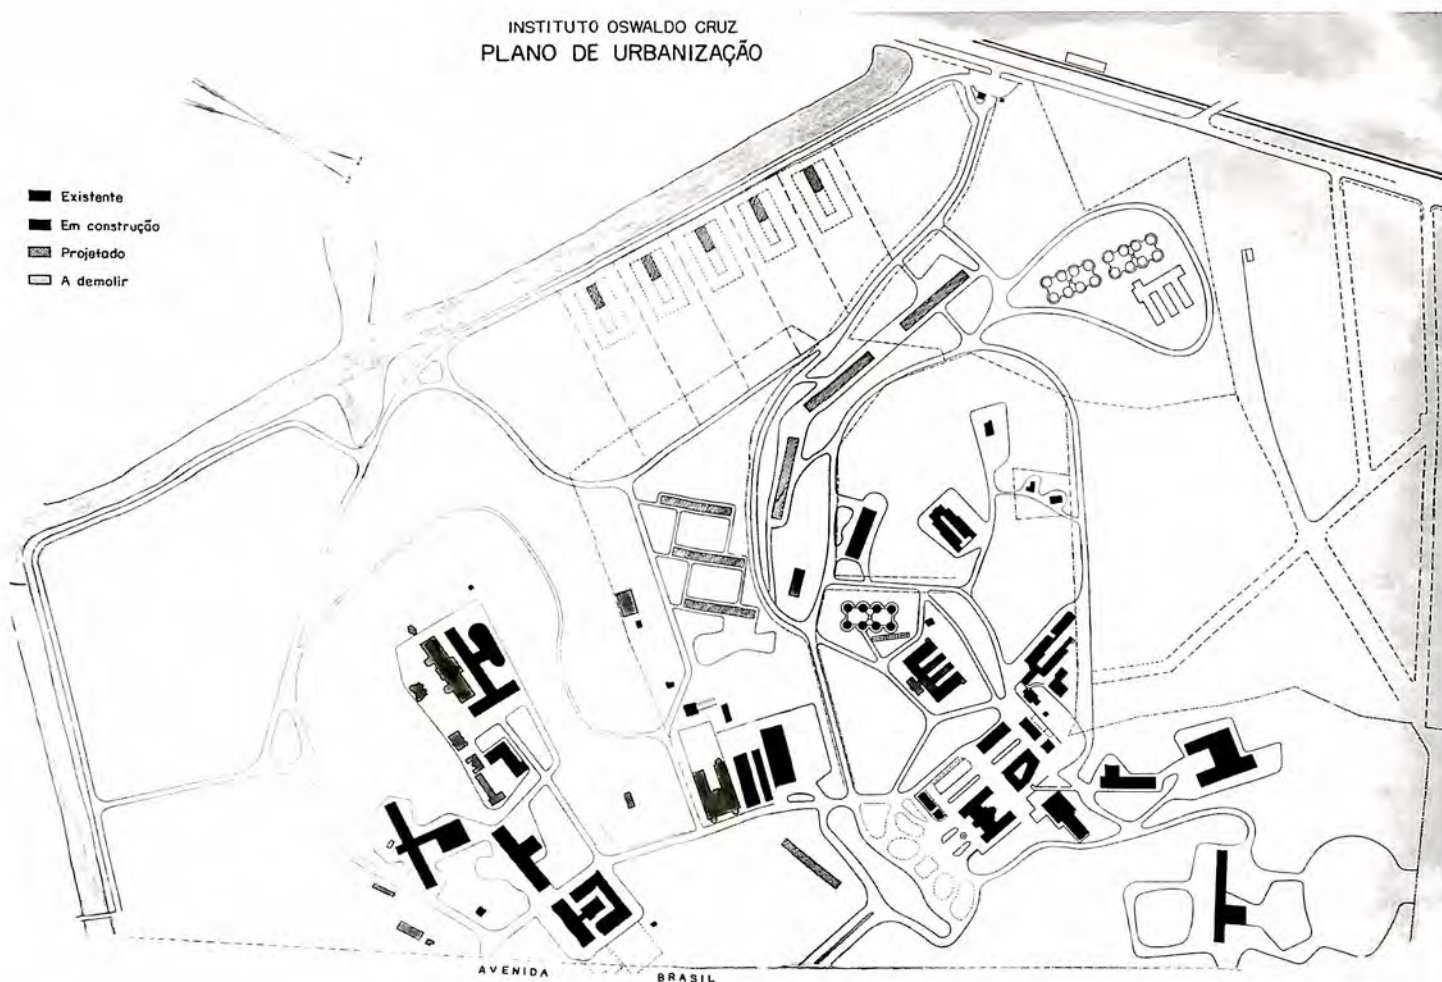 INSTITUTO OSWALDO CRUZ
PLANO DE URBANIZAÇÃO
Existente
Em construção
Projetado
A demolir
AVENIDA BRASIL